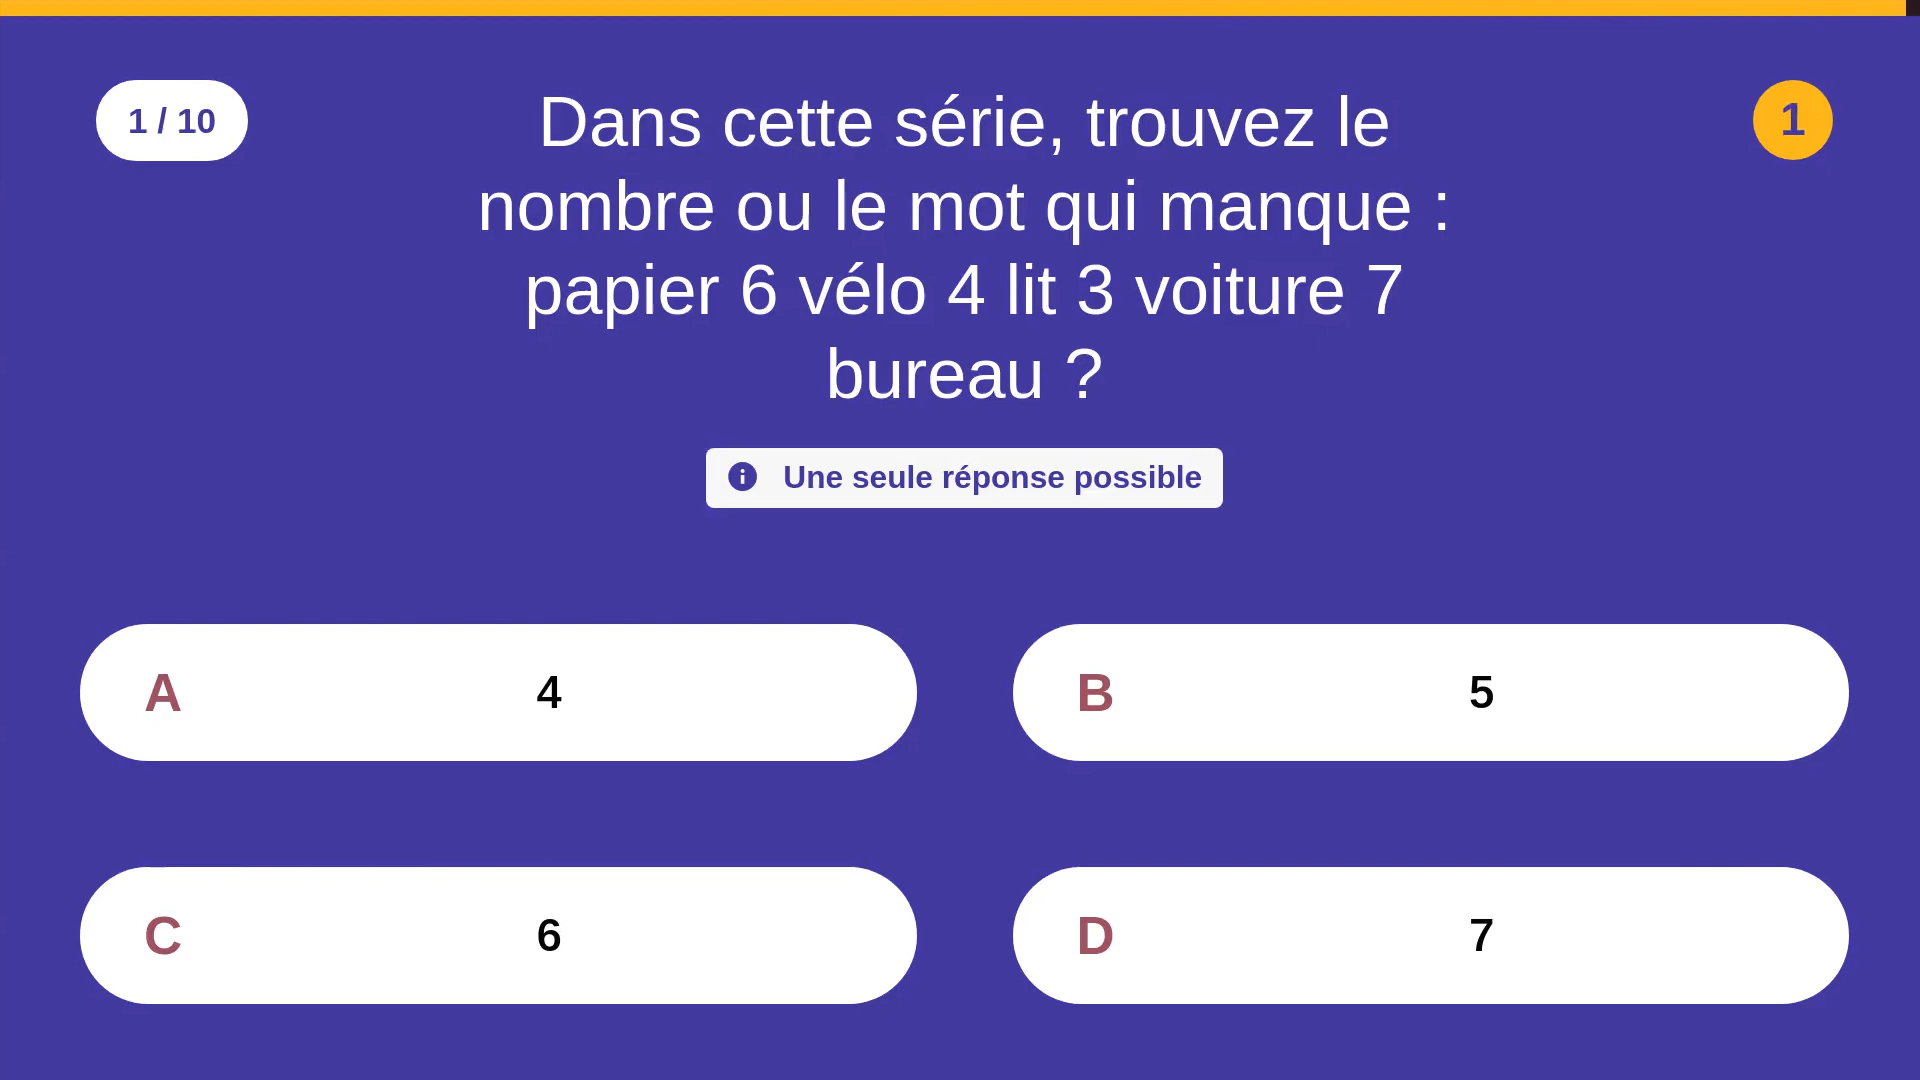 1 / 10
Dans cette série, trouvez le
nombre ou le mot qui manque :
papier 6 vélo 4 lit 3 voiture 7
bureau ?
1
Une seule réponse possible
A 4
B 5
C 6
D 7